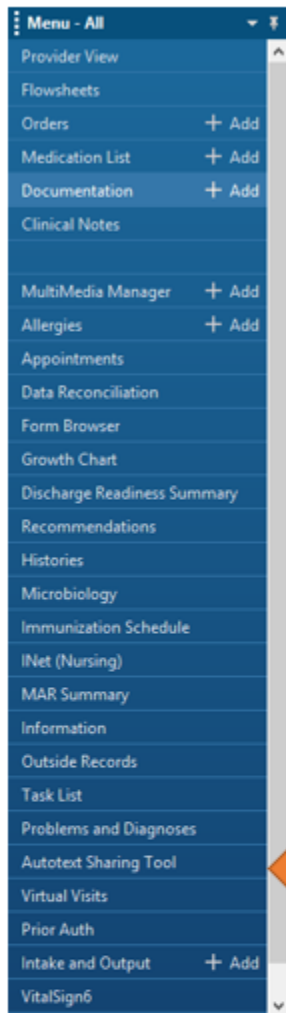 Menu - All
Provider View
Flowsheets
Orders + Add
Medication List + Add
Documentation + Add
Clinical Notes
MultiMedia Manager + Add
Allergies + Add
Appointments
Data Reconciliation
Form Browser
Growth Chart
Discharge Readiness Summary
Recommendations
Histories
Microbiology
Immunization Schedule
INet (Nursing)
MAR Summary
Information
Outside Records
Task List
Problems and Diagnoses
Autotext Sharing Tool
Virtual Visits
Prior Auth
Intake and Output + Add
VitalSign6